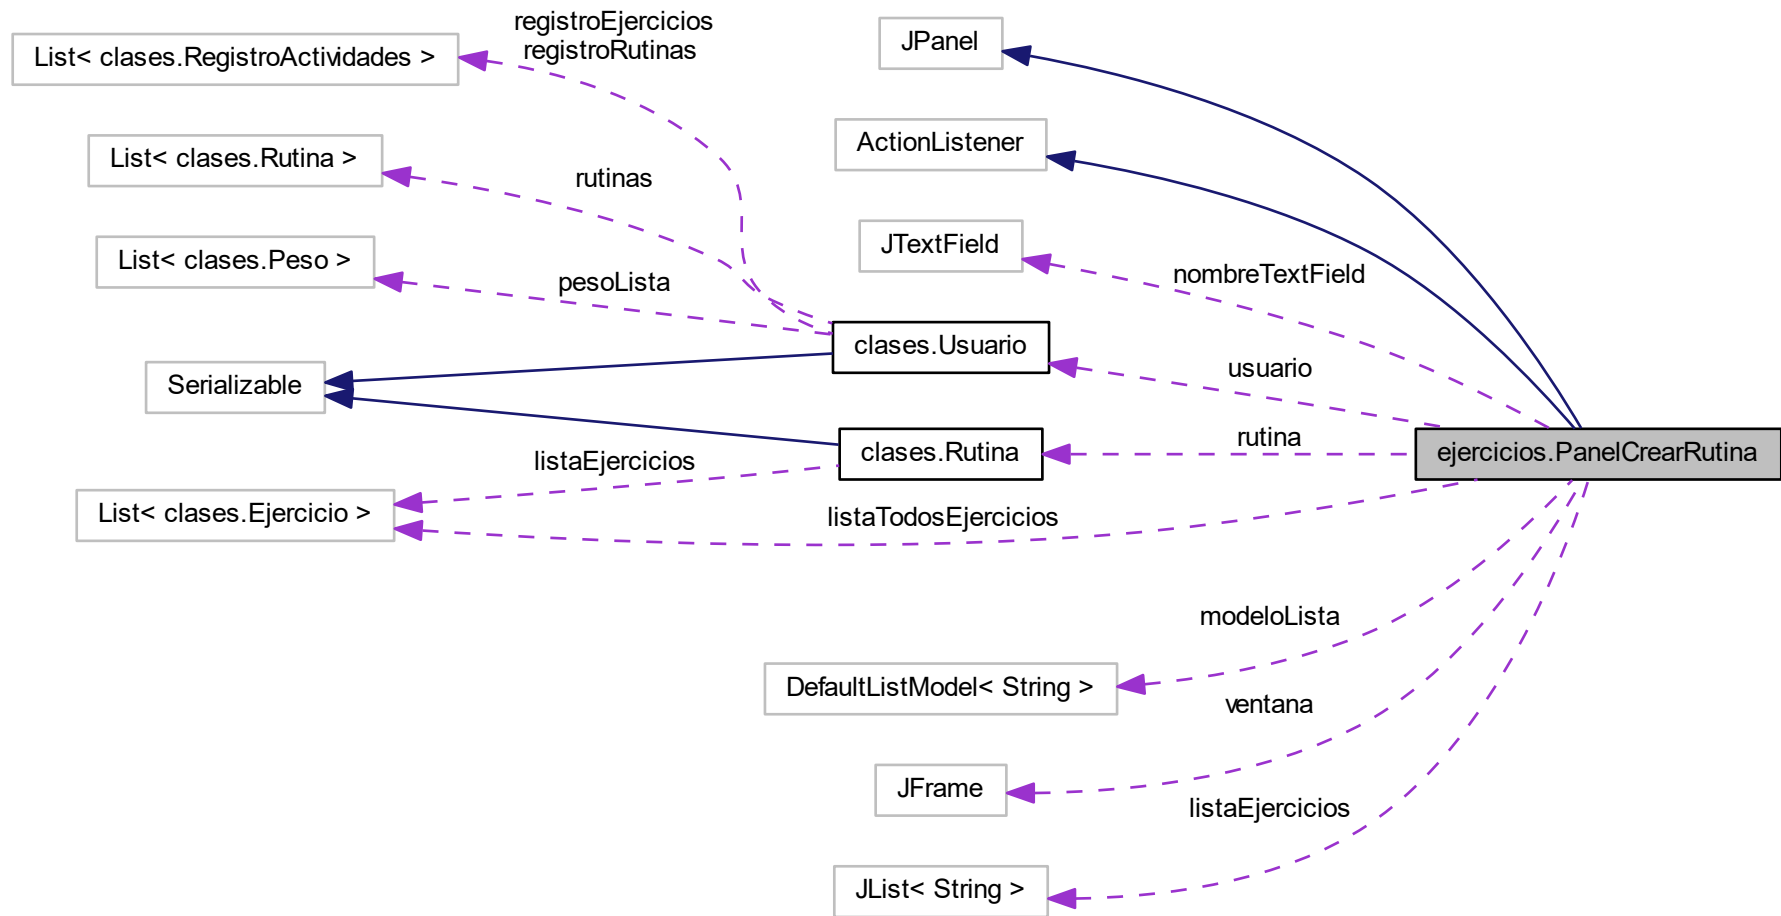 registroEjercicios
registroRutinas
List< clases.RegistroActividades >
JPanel
List< clases.Rutina >
rutinas
ActionListener
List< clases.Peso >
pesoLista
JTextField
nombreTextField
clases.Usuario
usuario
Serializable
clases.Rutina
rutina
ejercicios.PanelCrearRutina
listaEjercicios
List< clases.Ejercicio >
listaTodosEjercicios
modeloLista
DefaultListModel< String >
ventana
JFrame
listaEjercicios
JList< String >